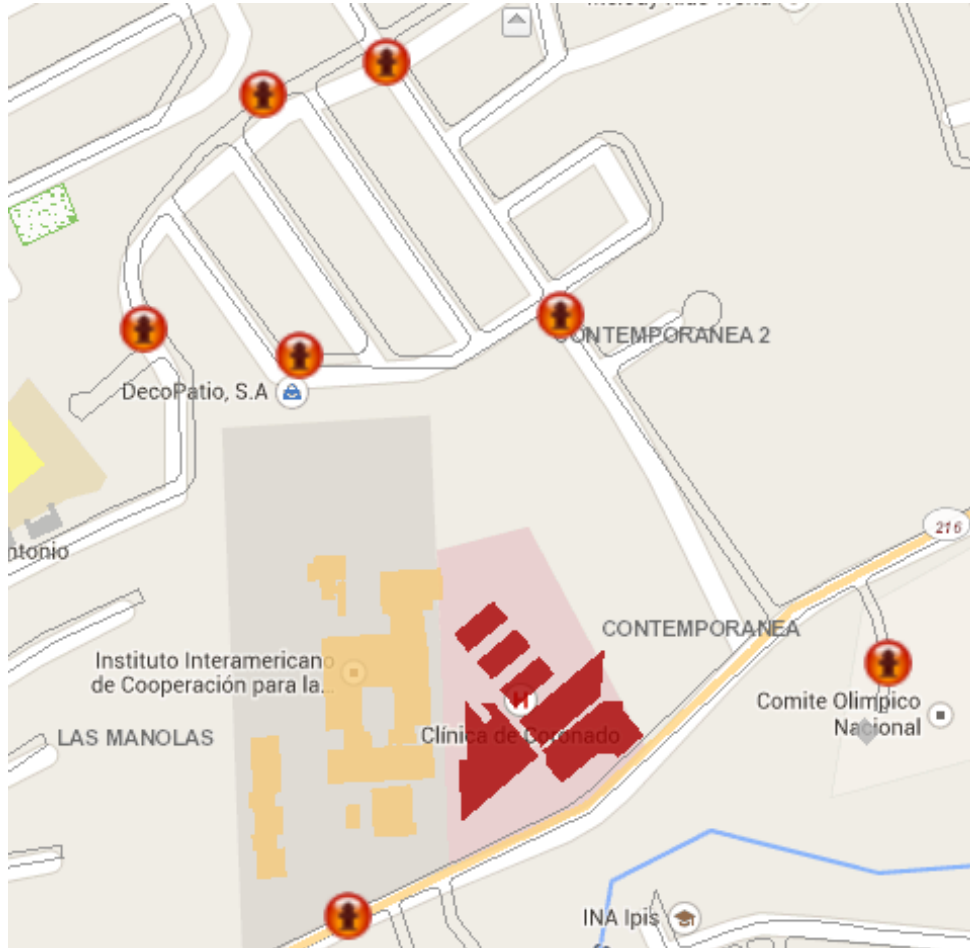 CONTEMPORANEA 2
DecoPatio, S.A
216
ntonio
CONTEMPORANEA
Instituto Interamericano
de Cooperación para la...
Comite Olimpico
Nacional
LAS MANOLAS
H
Clínica de Coronado
INA Ipis